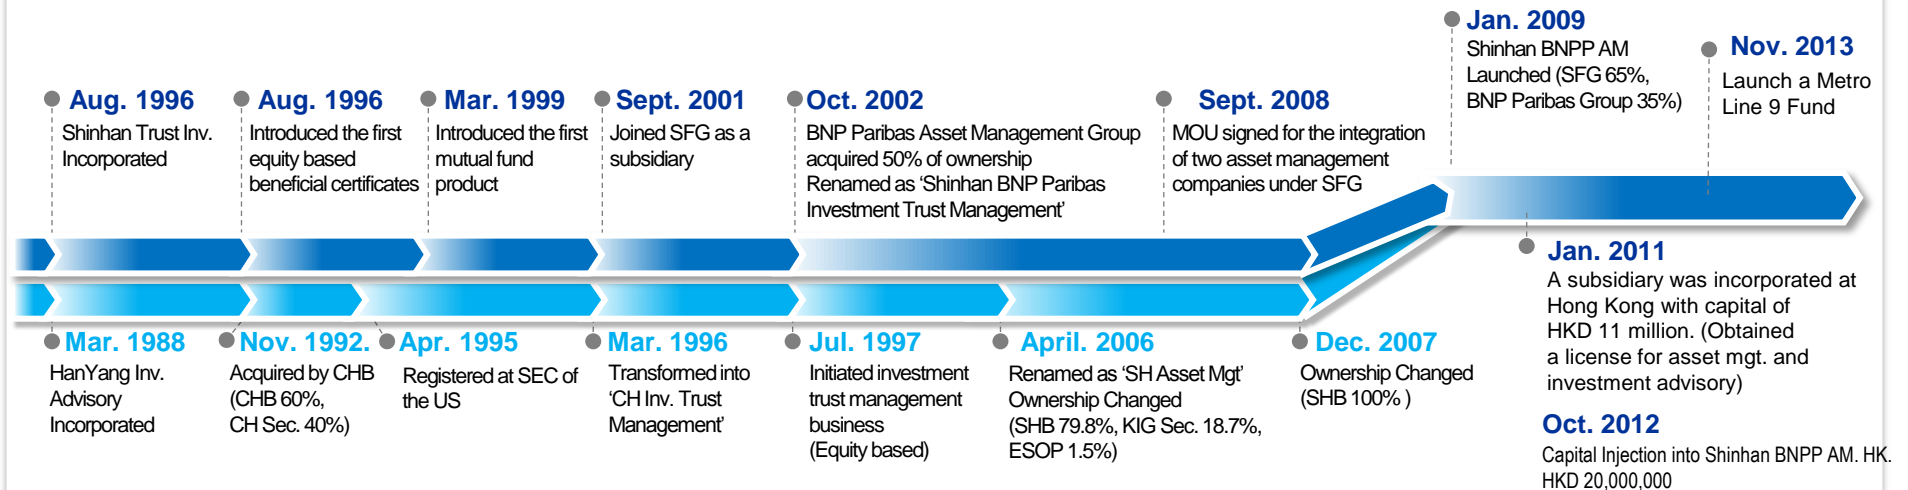 Jan. 2009
Shinhan BNPP AM
Launched (SFG 65%,
BNP Paribas Group 35%)
Nov. 2013
Launch a Metro
Line 9 Fund
Aug. 1996
Shinhan Trust Inv.
Incorporated
Aug. 1996
Introduced the first
equity based
beneficial certificates
Mar. 1999
Introduced the first
mutual fund
product
Sept. 2001
Joined SFG as a
subsidiary
Oct. 2002
BNP Paribas Asset Management Group
acquired 50% of ownership
Renamed as ‘Shinhan BNP Paribas
Investment Trust Management’
Sept. 2008
MOU signed for the integration
of two asset management
companies under SFG
Mar. 1988
HanYang Inv.
Advisory
Incorporated
Nov. 1992.
Acquired by CHB
(CHB 60%,
CH Sec. 40%)
Apr. 1995
Registered at SEC of
the US
Mar. 1996
Transformed into
‘CH Inv. Trust
Management’
Jul. 1997
Initiated investment
trust management
business
(Equity based)
April. 2006
Renamed as ‘SH Asset Mgt’
Ownership Changed
(SHB 79.8%, KIG Sec. 18.7%,
ESOP 1.5%)
Dec. 2007
Ownership Changed
(SHB 100% )
Jan. 2011
A subsidiary was incorporated at
Hong Kong with capital of
HKD 11 million. (Obtained
a license for asset mgt. and
investment advisory)
Oct. 2012
Capital Injection into Shinhan BNPP AM. HK.
HKD 20,000,000